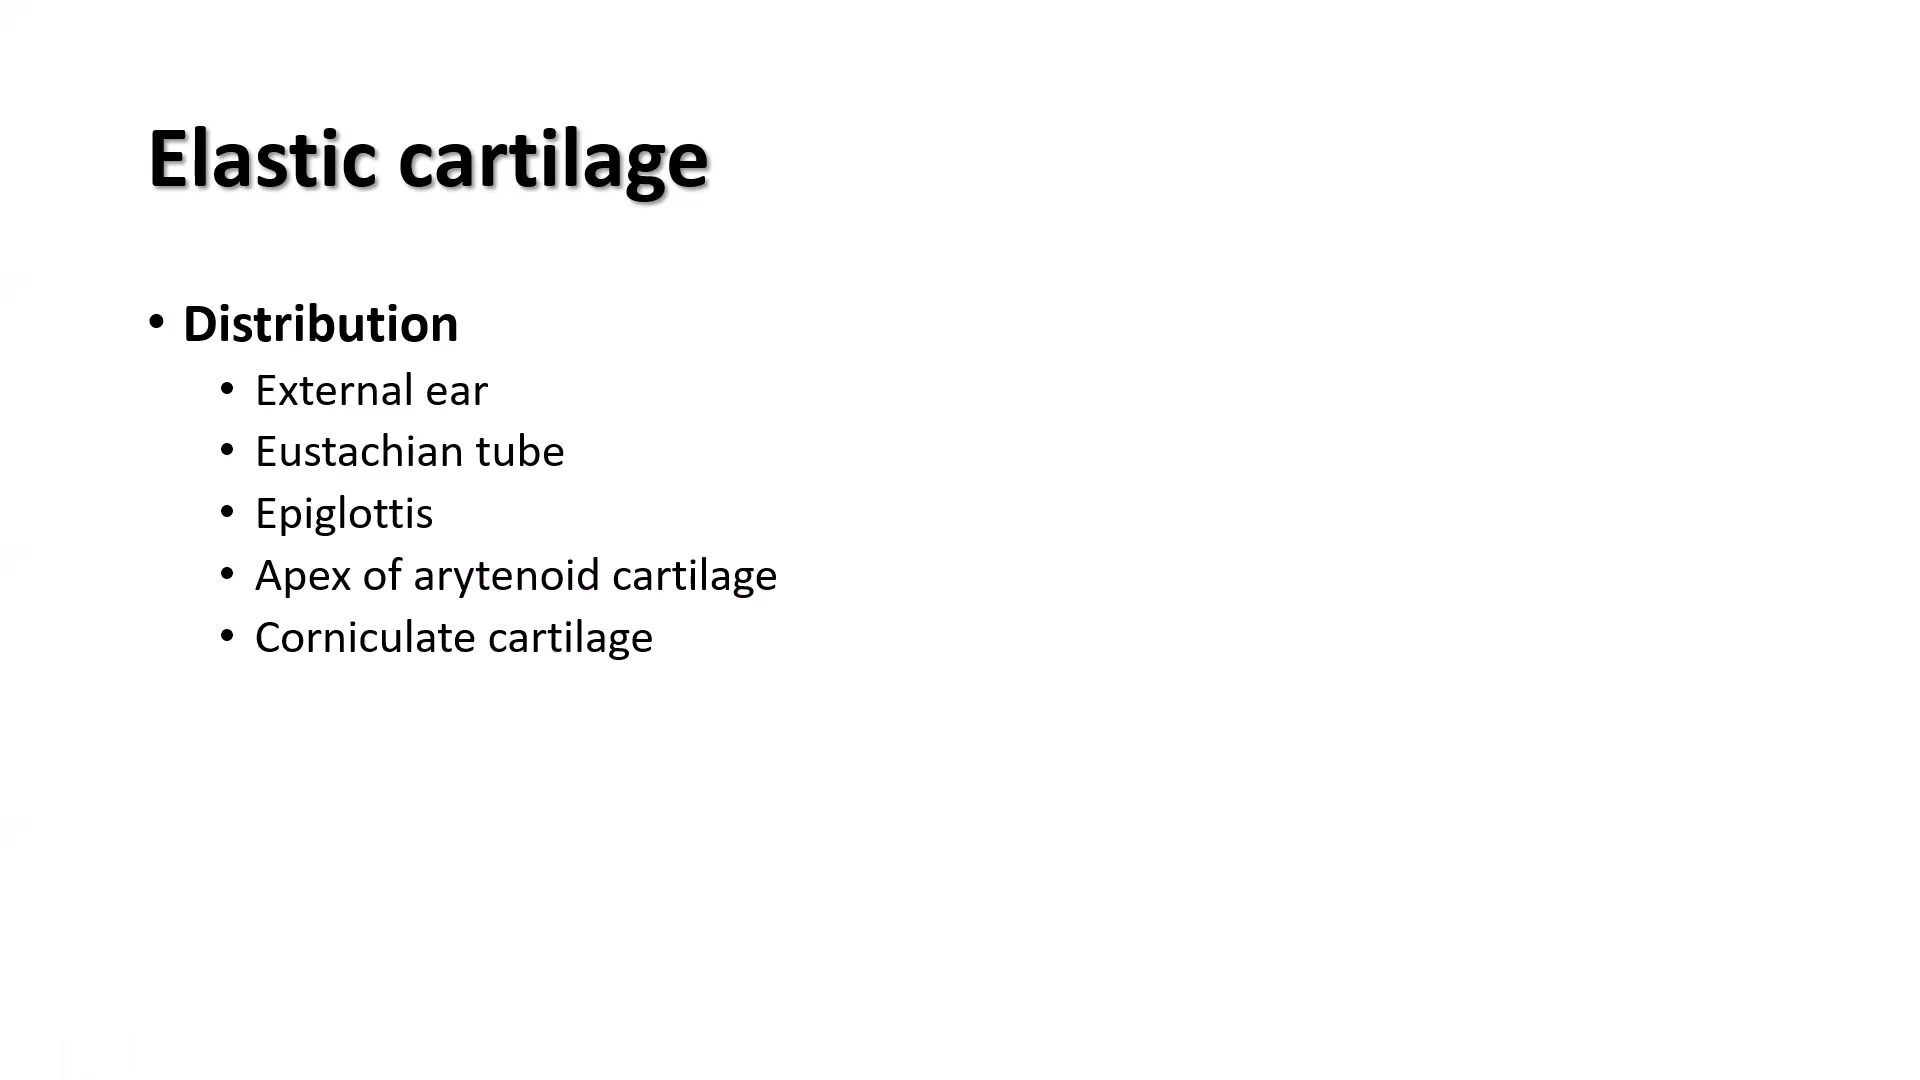 Elastic cartilage
• Distribution
• External ear
• Eustachian tube
• Epiglottis
• Apex of arytenoid cartilage
• Corniculate cartilage